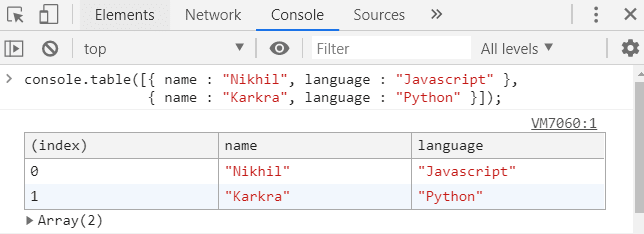 Elements Network Console Sources »
top Filter All levels
> console.table([{ name : "Nikhil", language : "Javascript" },
{ name : "Karkra", language : "Python" }]);
VM7060:1
(index) name language
0 "Nikhil" "Javascript"
1 "Karkra" "Python"
Array(2)